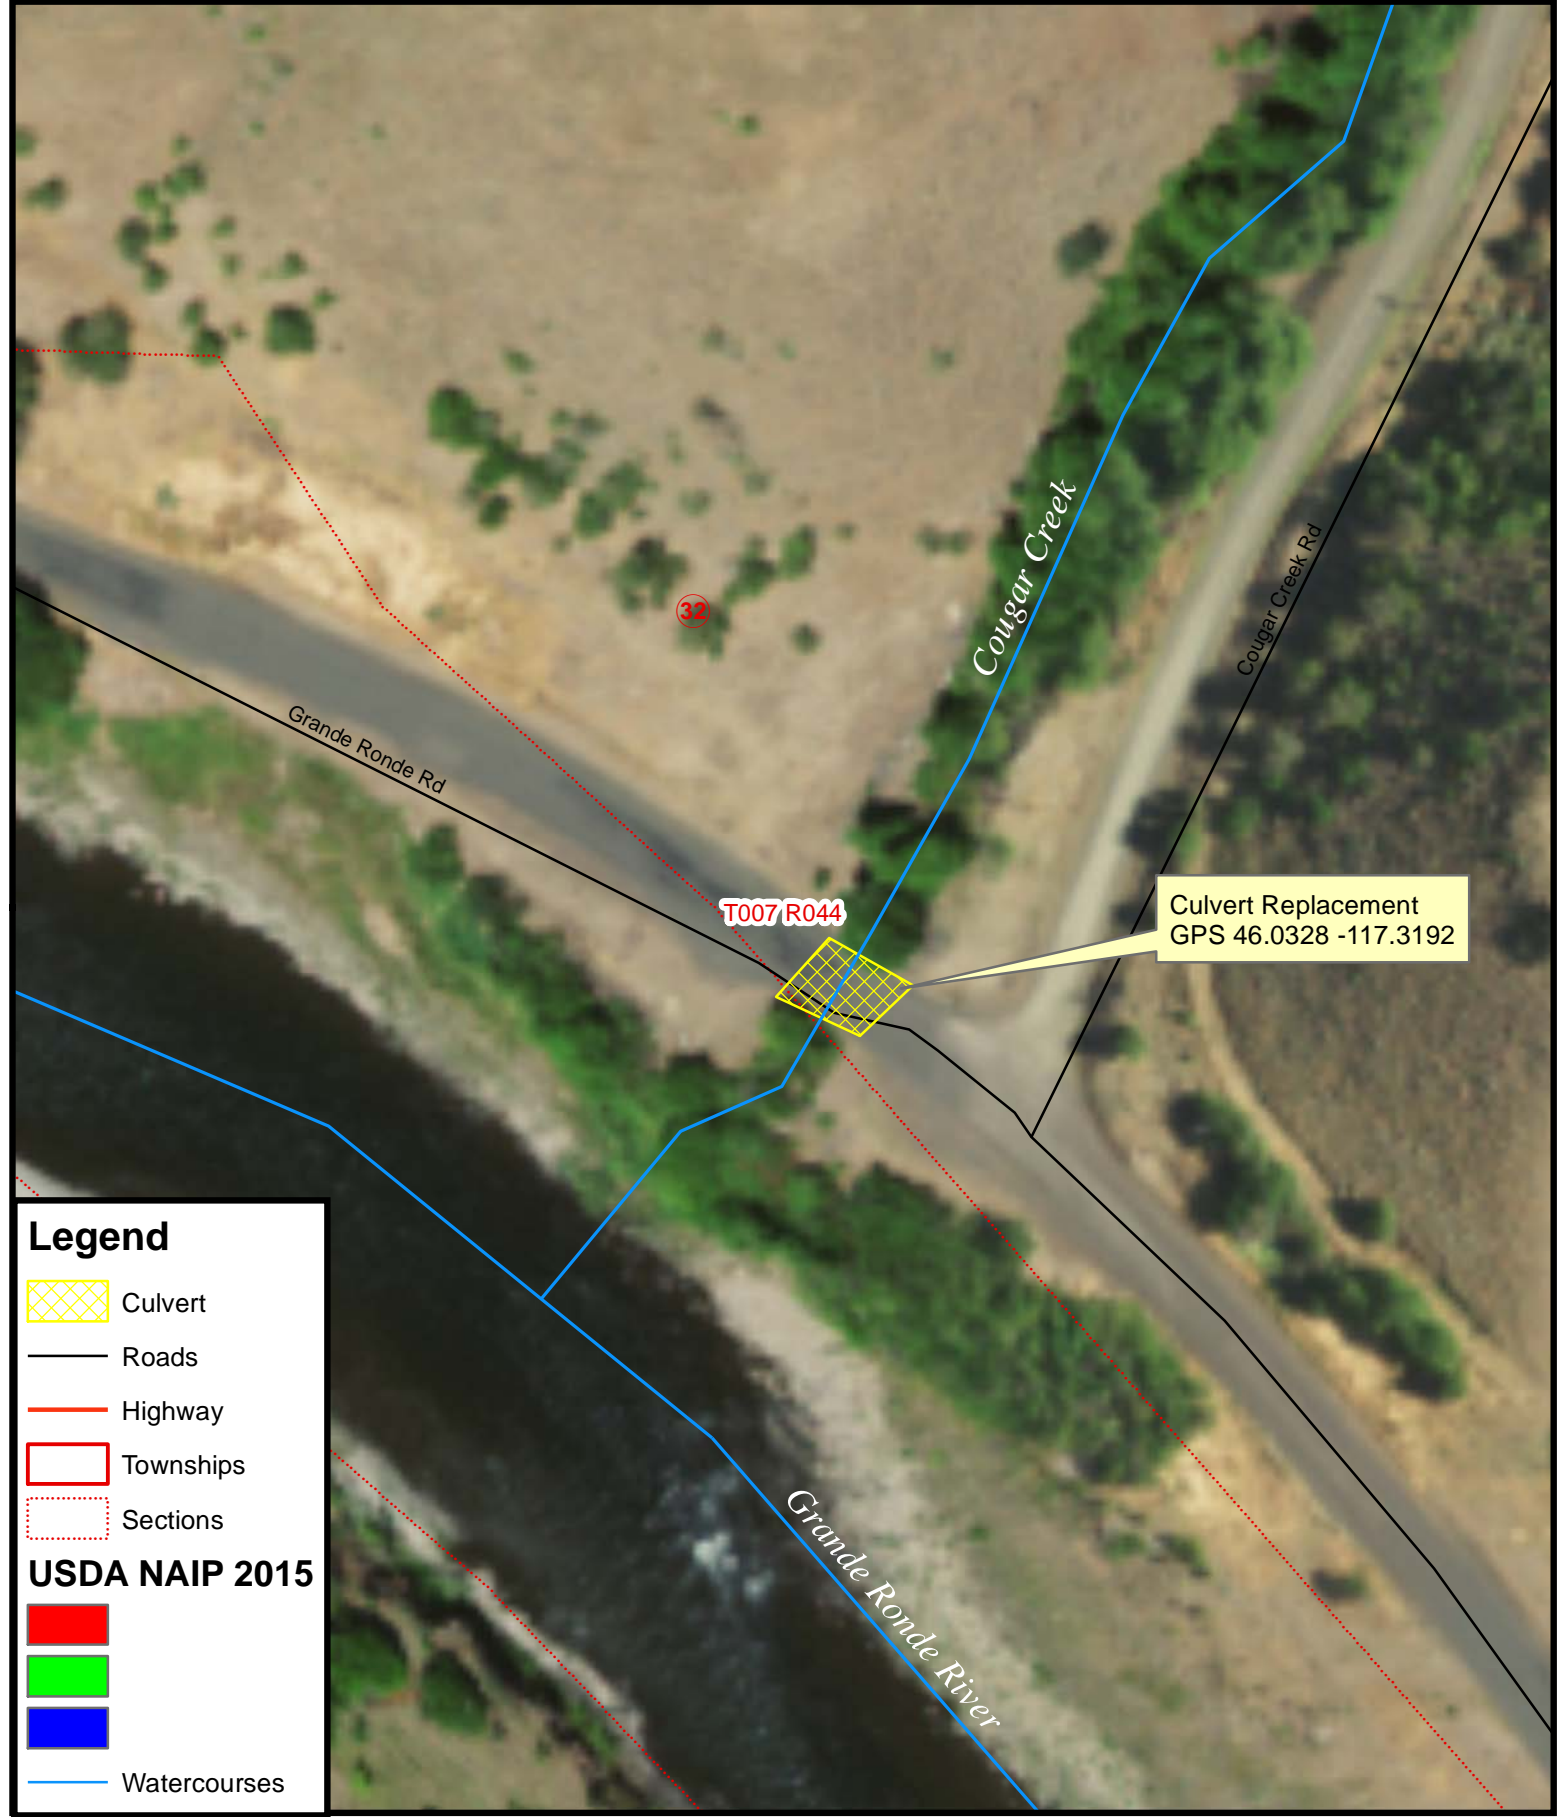 Cougar Creek
Cougar Creek Rd
32
Grande Ronde Rd
T007 R044
Culvert Replacement
GPS 46.0328 -117.3192
Grande Ronde River
Legend
Culvert
Roads
Highway
Townships
Sections
USDA NAIP 2015
Watercourses